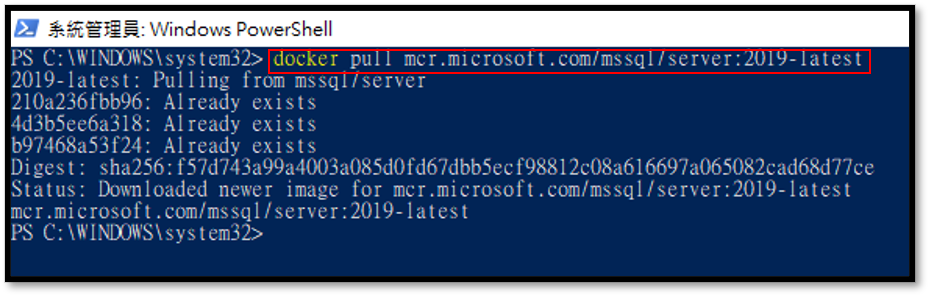 系統管理員: Windows PowerShell
PS C:\WINDOWS\system32> docker pull mcr.microsoft.com/mssql/server:2019-latest
2019-latest: Pulling from mssql/server
210a236fbb96: Already exists
4d3b5ee6a318: Already exists
b97468a53f24: Already exists
Digest: sha256:f57d743a99a4003a085d0fd67dbb5ecf98812c08a616697a065082cad68d77ce
Status: Downloaded newer image for mcr.microsoft.com/mssql/server:2019-latest
mcr.microsoft.com/mssql/server:2019-latest
PS C:\WINDOWS\system32>